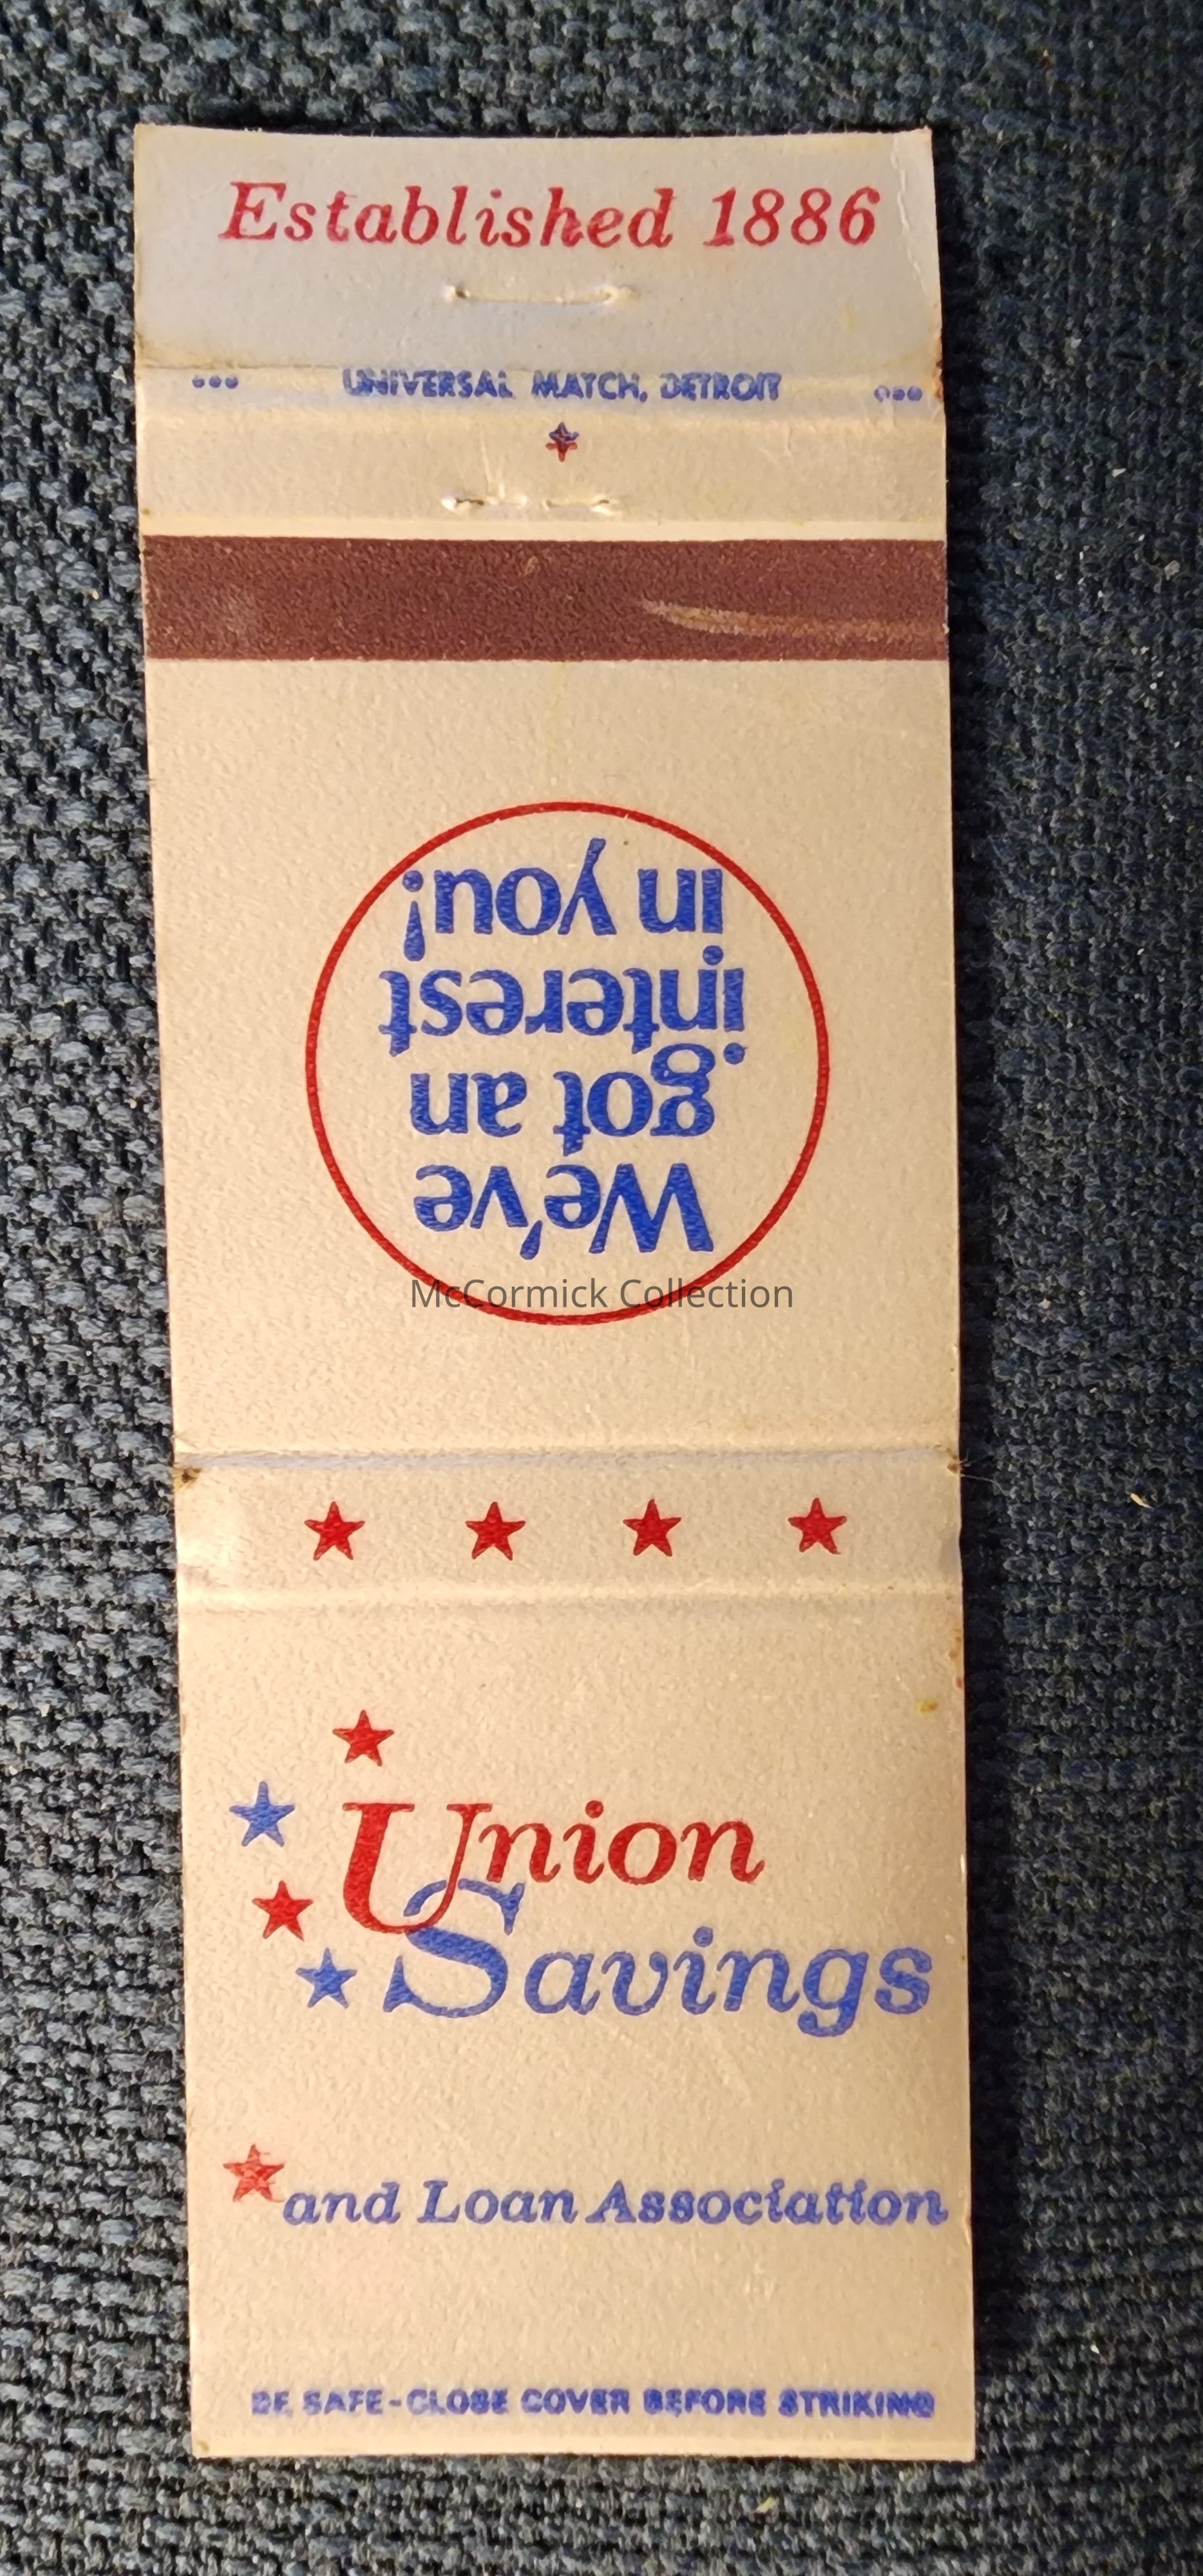 Established 1886
UNIVERSAL MATCH, DETROIT
We've
got an
interest
in you!
McCormick Collection
Union
Savings
and Loan Association
BE SAFE-CLOSE COVER BEFORE STRIKING